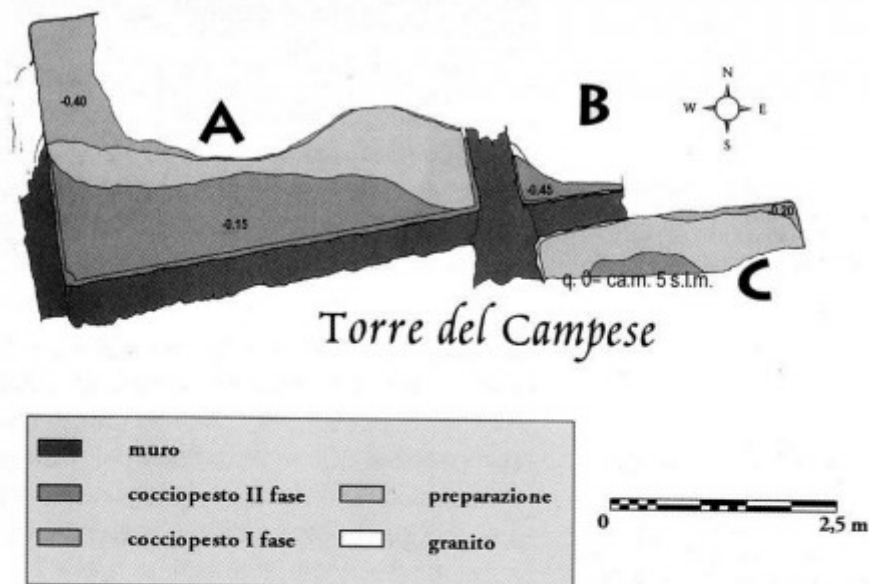 N
W E
S
A
B
-0.40
-0.45
-0.20
-0.15
q. 0= ca.m. 5 s.l.m.
C
Torre del Campese
muro
cocciopesto II fase
preparazione
cocciopesto I fase
granito
0 2,5 m